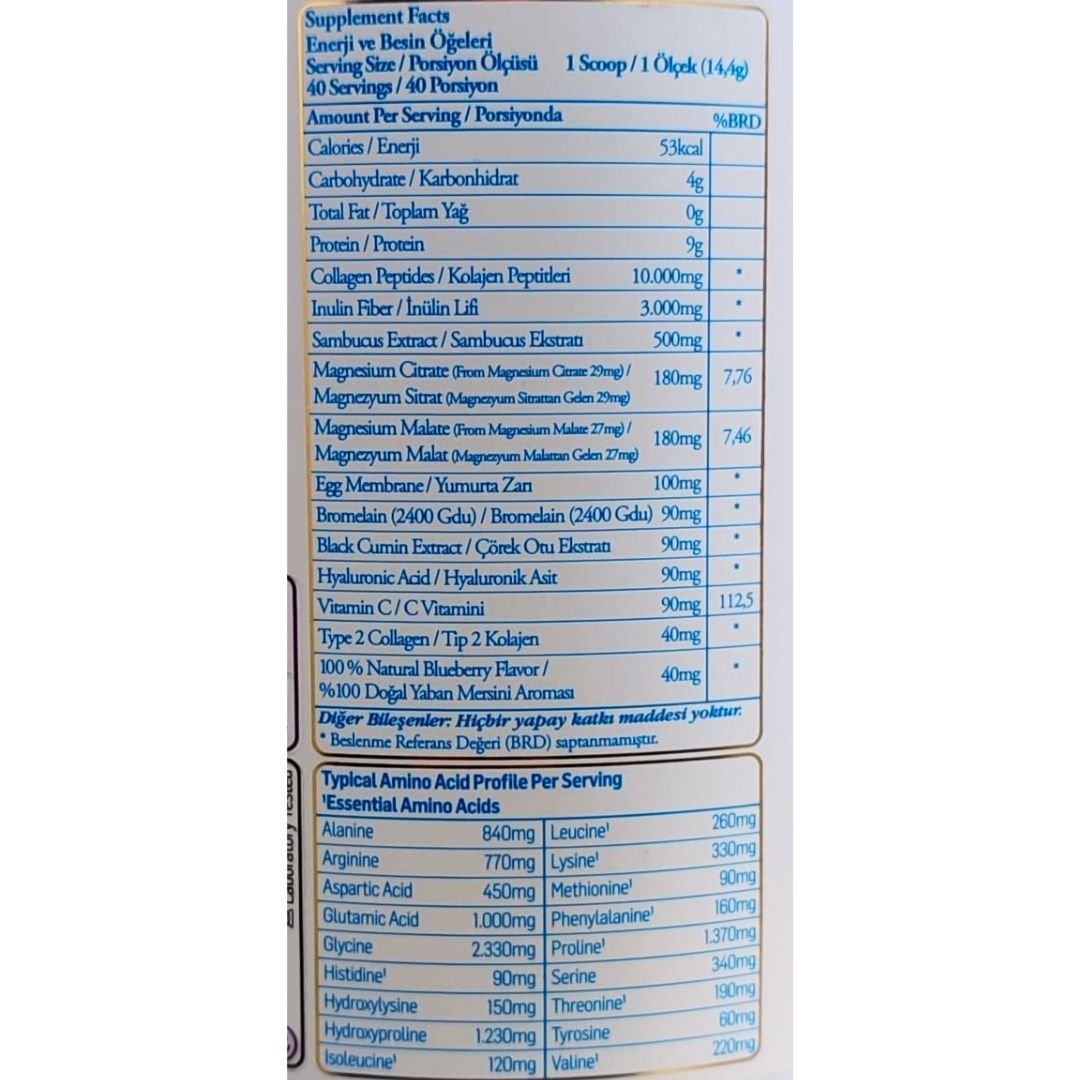 Supplement Facts
Enerji ve Besin Öğeleri
Serving Size / Porsiyon Ölçüsü 1 Scoop / 1 Ölçek (14,4g)
40 Servings / 40 Porsiyon
Amount Per Serving / Porsiyonda %BRD
Calories / Enerji 53kcal
Carbohydrate / Karbonhidrat 4g
Total Fat / Toplam Yağ 0g
Protein / Protein 9g
Collagen Peptides / Kolajen Peptitleri 10.000mg *
Inulin Fiber / İnülin Lifi 3.000mg *
Sambucus Extract / Sambucus Ekstratı 500mg *
Magnesium Citrate (From Magnesium Citrate 29mg) /
Magnezyum Sitrat (Magnezyum Sitrattan Gelen 29mg) 180mg 7,76
Magnesium Malate (From Magnesium Malate 27mg) /
Magnezyum Malat (Magnezyum Malattan Gelen 27mg) 180mg 7,46
Egg Membrane / Yumurta Zarı 100mg *
Bromelain (2400 Gdu) / Bromelain (2400 Gdu) 90mg *
Black Cumin Extract / Çörek Otu Ekstratı 90mg *
Hyaluronic Acid / Hyaluronik Asit 90mg *
Vitamin C / C Vitamini 90mg 112,5
Type 2 Collagen / Tip 2 Kolajen 40mg *
100 % Natural Blueberry Flavor /
%100 Doğal Yaban Mersini Aroması 40mg *
Diğer Bileşenler: Hiçbir yapay katkı maddesi yoktur.
* Beslenme Referans Değeri (BRD) saptanmamıştır.
Typical Amino Acid Profile Per Serving
¹Essential Amino Acids
Alanine 840mg Leucine¹ 260mg
Arginine 770mg Lysine¹ 330mg
Aspartic Acid 450mg Methionine¹ 90mg
Glutamic Acid 1.000mg Phenylalanine¹ 160mg
Glycine 2.330mg Proline¹ 1.370mg
Histidine¹ 90mg Serine 340mg
Hydroxylysine 150mg Threonine¹ 190mg
Hydroxyproline 1.230mg Tyrosine 60mg
Isoleucine¹ 120mg Valine¹ 220mg
Laboratory Tested